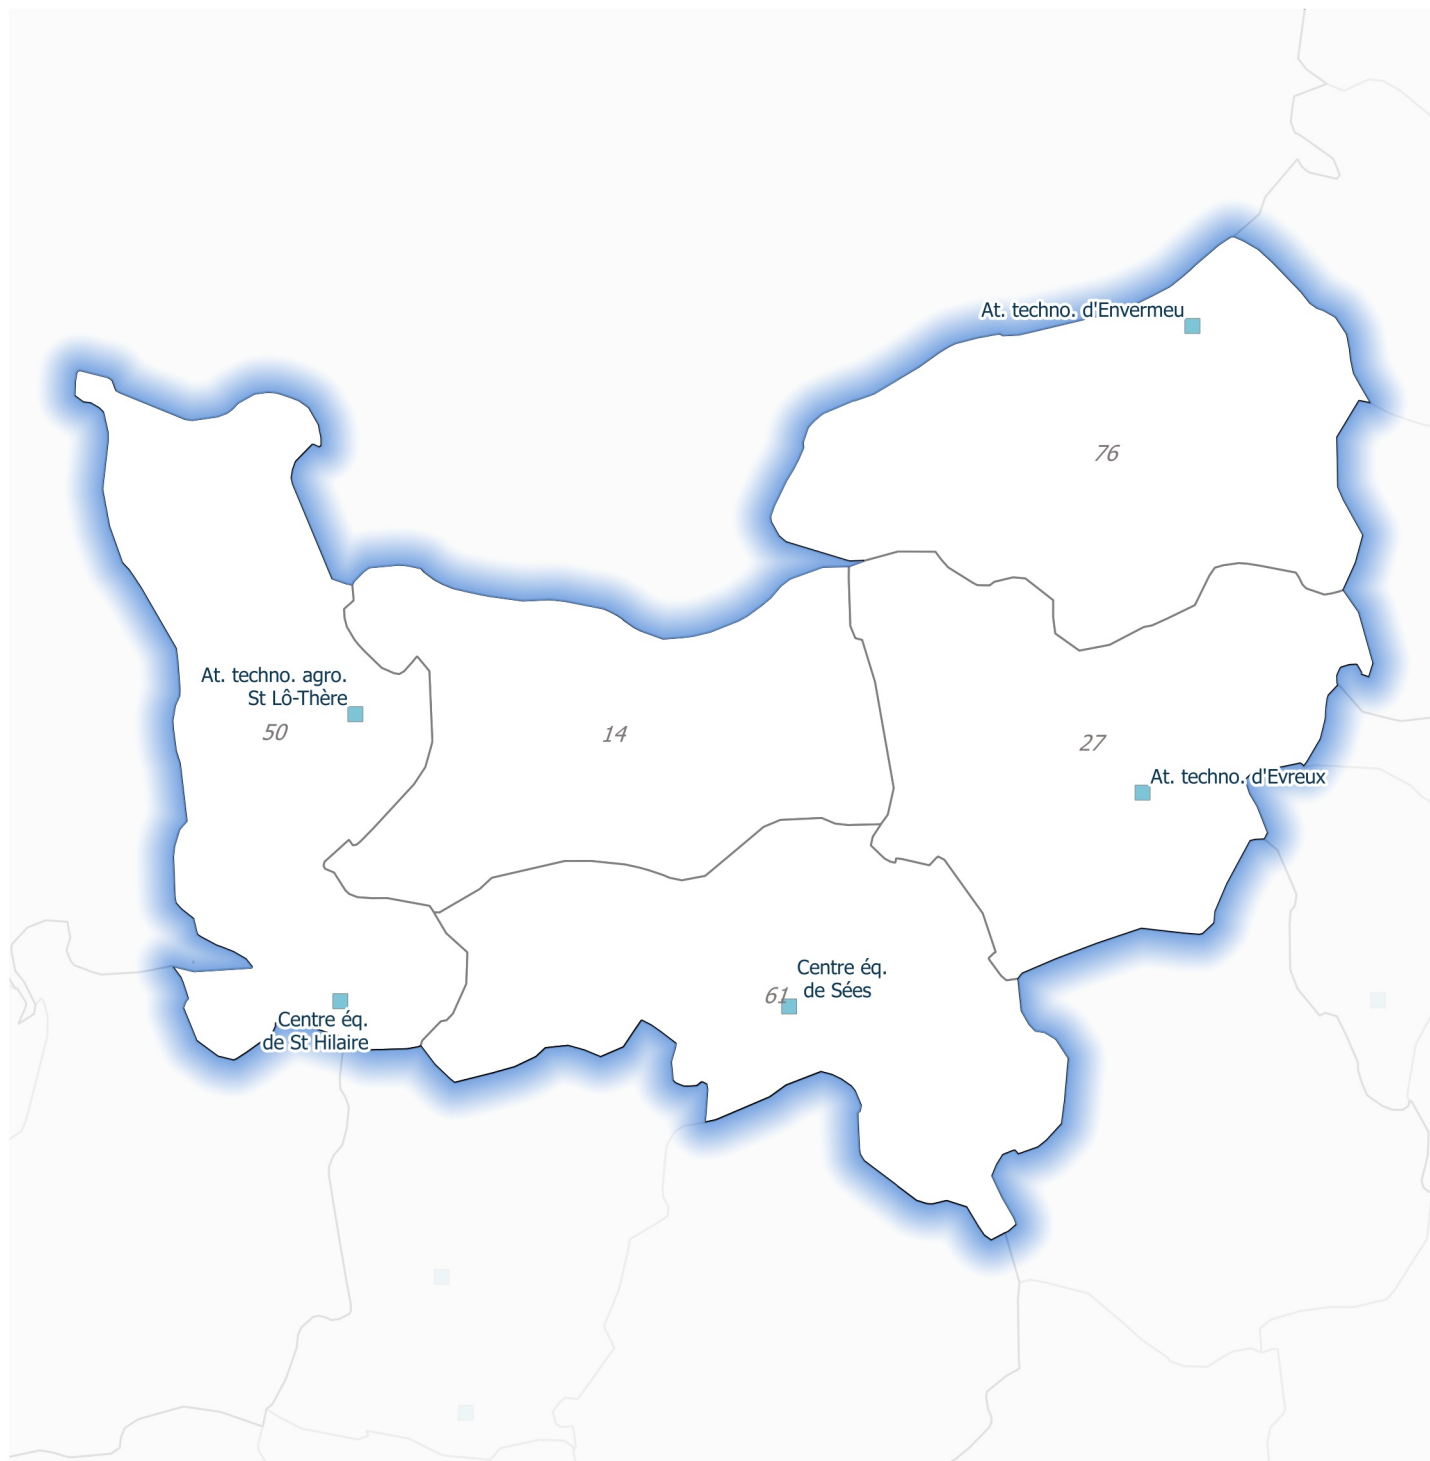 At. techno. d'Envermeu
76
At. techno. agro.
St Lô-Thère
50
14
27
At. techno. d'Evreux
Centre éq.
de Sées
61
Centre éq.
de St Hilaire